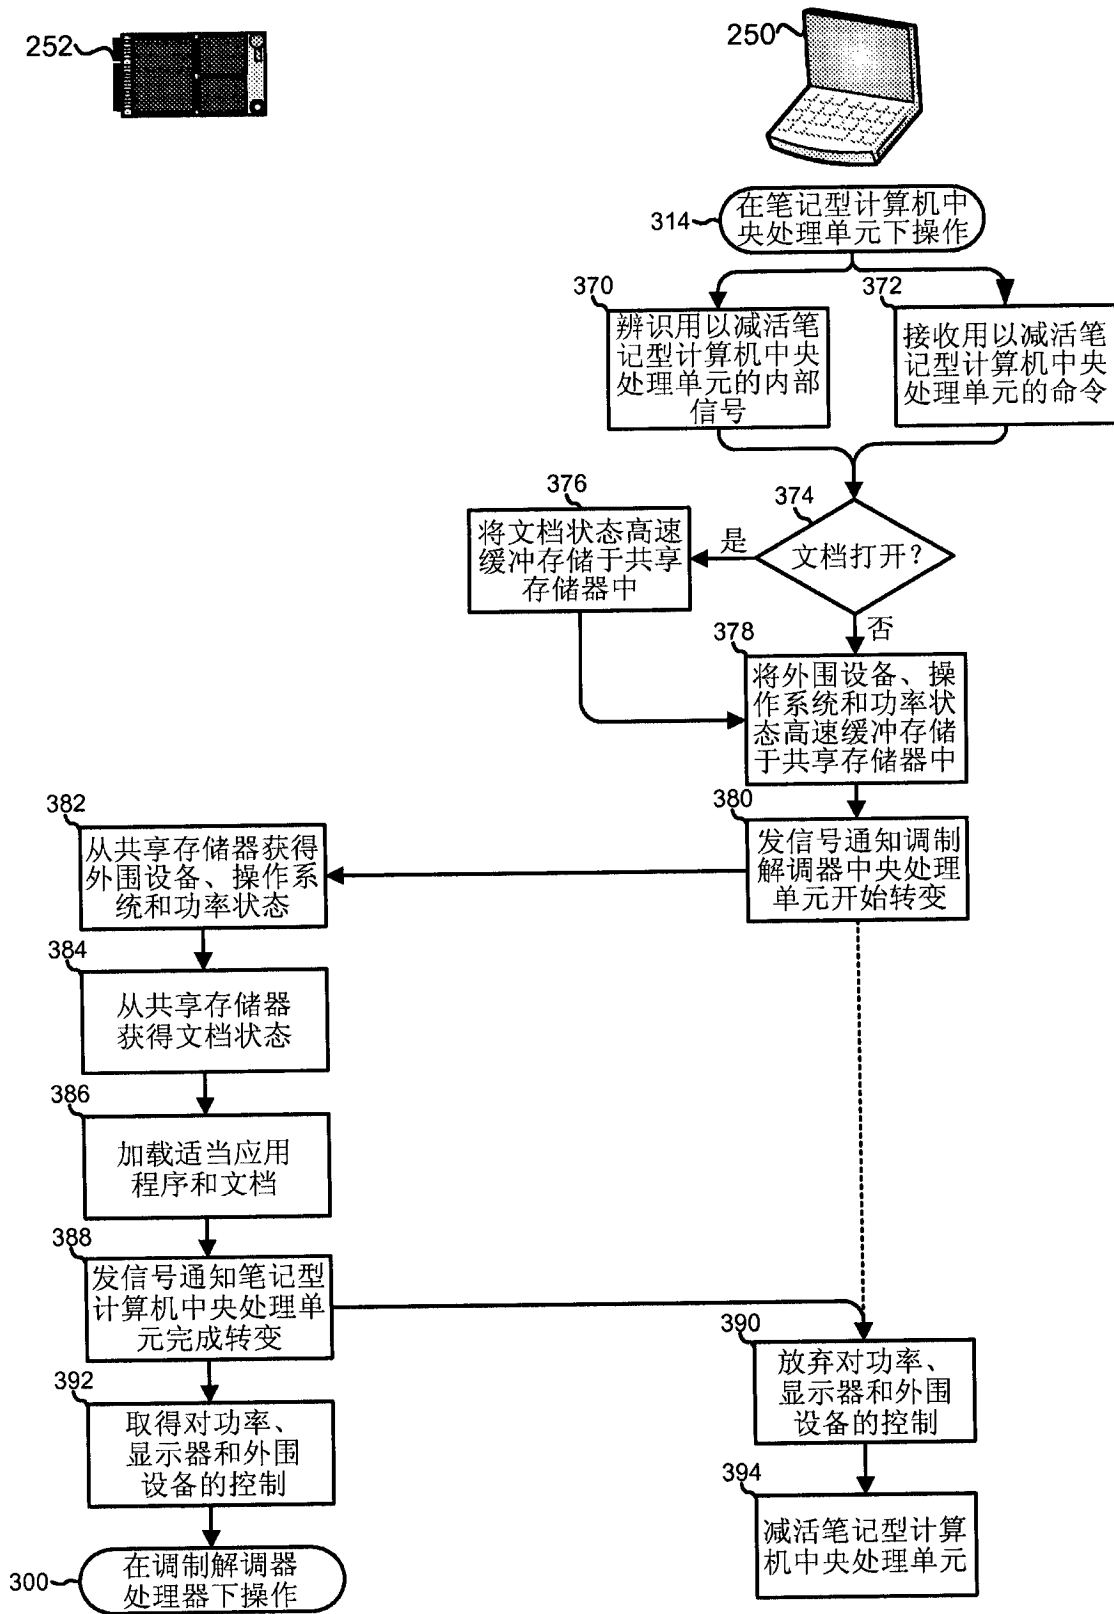 252
250
314
在笔记型计算机中
央处理单元下操作
370
辨识用以减活笔
记型计算机中央
处理单元的内部
信号
372
接收用以减活笔
记型计算机中央
处理单元的命令
374
文档打开？
是
否
376
将文档状态高速
缓冲存储于共享
存储器中
378
将外围设备、操
作系统和功率状
态高速缓冲存储
于共享存储器中
380
发信号通知调制
解调器中央处理
单元开始转变
382
从共享存储器获得
外围设备、操作系
统和功率状态
384
从共享存储器
获得文档状态
386
加载适当应用
程序和文档
388
发信号通知笔记型
计算机中央处理单
元完成转变
390
放弃对功率、
显示器和外围
设备的控制
392
取得对功率、
显示器和外围
设备的控制
394
减活笔记型计算
机中央处理单元
300
在调制解调器
处理器下操作